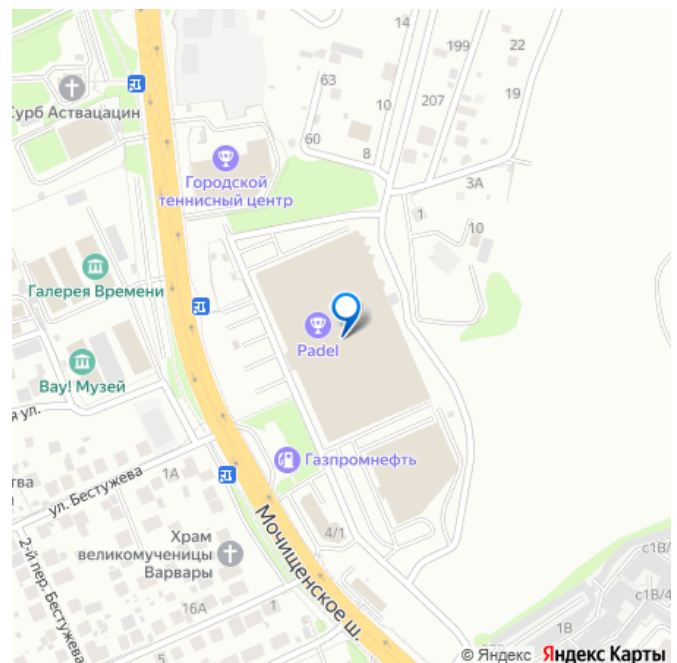 14
199
22
63
10
207
19
Сурб Аствацацин
60
8
Городской
теннисный центр
3А
1
10
Галерея Времени
Padel
Вау! Музей
я ул.
Газпромнефть
ства
1А
ул. Бестужева
4/1
Храм
великомученицы
Варвары
Мочищенское ш.
2-й пер. Бестужева
16А
1
5
1В
с1В/
с1В/4
© Яндекс Яндекс Карты